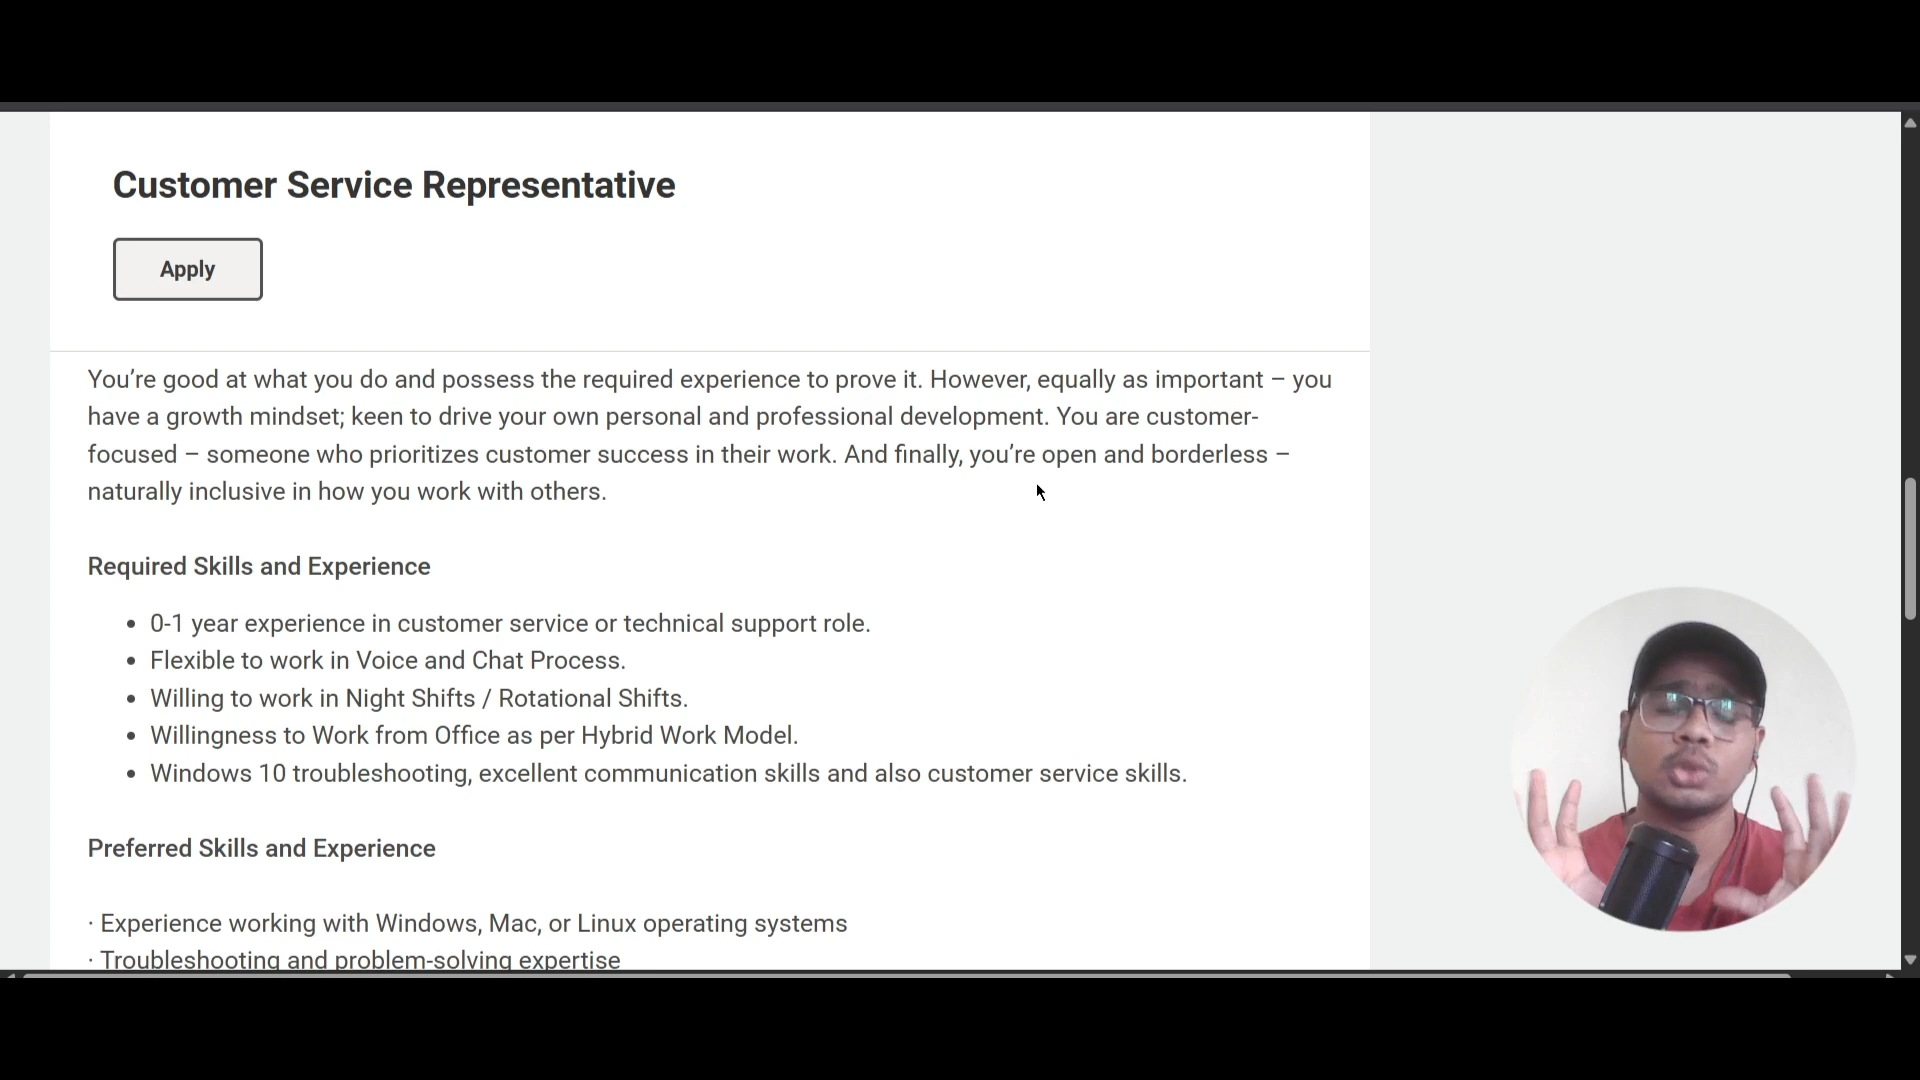 Customer Service Representative
Apply
You’re good at what you do and possess the required experience to prove it. However, equally as important – you
have a growth mindset; keen to drive your own personal and professional development. You are customer-
focused – someone who prioritizes customer success in their work. And finally, you’re open and borderless –
naturally inclusive in how you work with others.
Required Skills and Experience
• 0-1 year experience in customer service or technical support role.
• Flexible to work in Voice and Chat Process.
• Willing to work in Night Shifts / Rotational Shifts.
• Willingness to Work from Office as per Hybrid Work Model.
• Windows 10 troubleshooting, excellent communication skills and also customer service skills.
Preferred Skills and Experience
· Experience working with Windows, Mac, or Linux operating systems
· Troubleshooting and problem-solving expertise